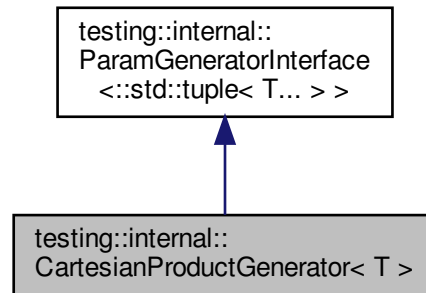 testing::internal::
ParamGeneratorInterface
<::std::tuple< T... > >
testing::internal::
CartesianProductGenerator< T >